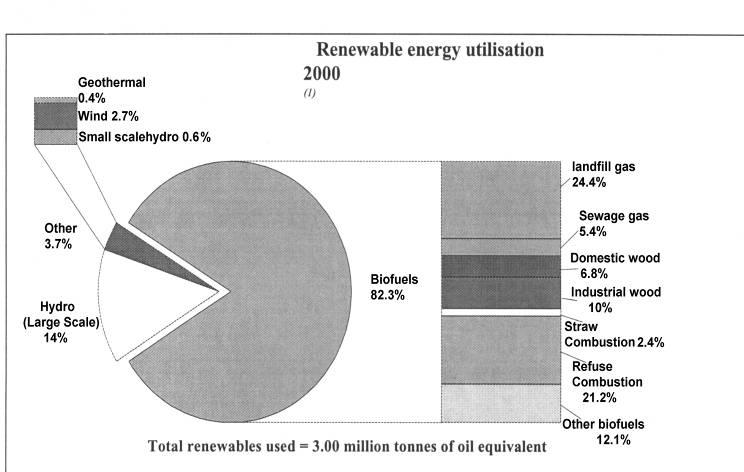 Renewable energy utilisation
2000
(1)
Geothermal
0.4%
Wind 2.7%
Small scalehydro 0.6%
Other
3.7%
Hydro
(Large Scale)
14%
Biofuels
82.3%
landfill gas
24.4%
Sewage gas
5.4%
Domestic wood
6.8%
Industrial wood
10%
Straw
Combustion 2.4%
Refuse
Combustion
21.2%
Other biofuels
12.1%
Total renewables used = 3.00 million tonnes of oil equivalent